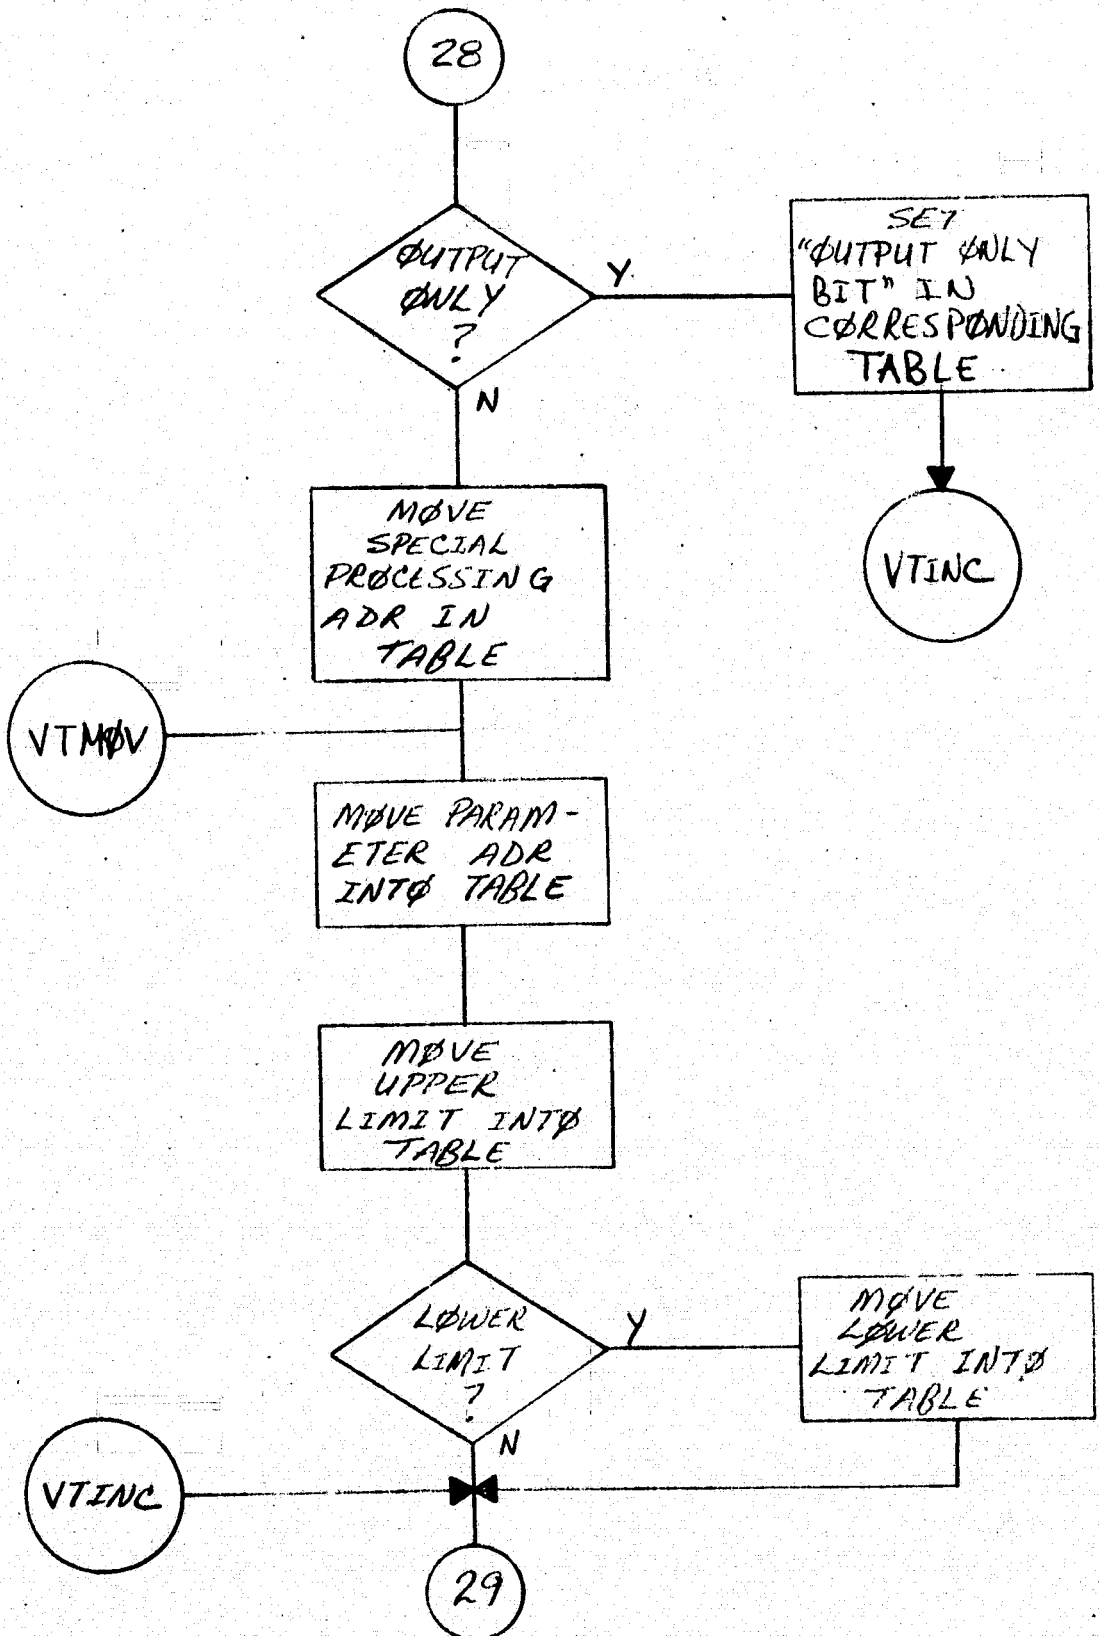 28
ØUTPUT
ØNLY
?
Y
N
SET
"ØUTPUT ØNLY
BIT" IN
CØRRESPØNDING
TABLE
VTINC
MØVE
SPECIAL
PRØCESSING
ADR IN
TABLE
VTMØV
MØVE PARAM-
ETER ADR
INTØ TABLE
MØVE
UPPER
LIMIT INTØ
TABLE
LØWER
LIMIT
?
Y
N
MØVE
LØWER
LIMIT INTØ
TABLE
VTINC
29